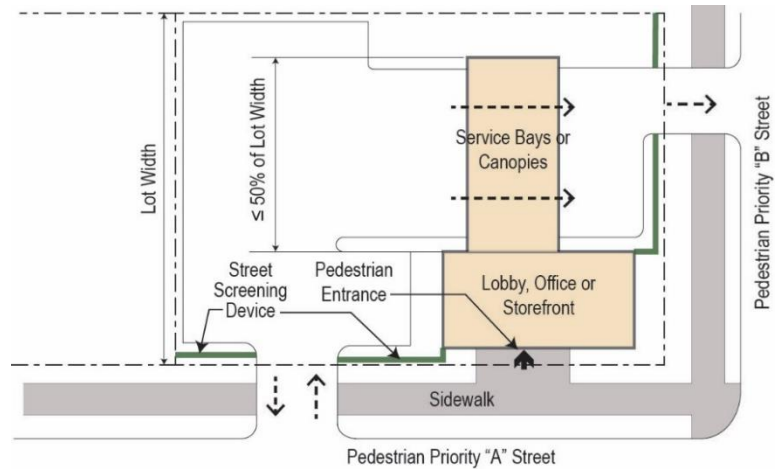 Lot Width
≤ 50% of Lot Width
Service Bays or
Canopies
Street
Screening
Device
Pedestrian
Entrance
Lobby, Office or
Storefront
Pedestrian Priority “B” Street
Sidewalk
Pedestrian Priority “A” Street